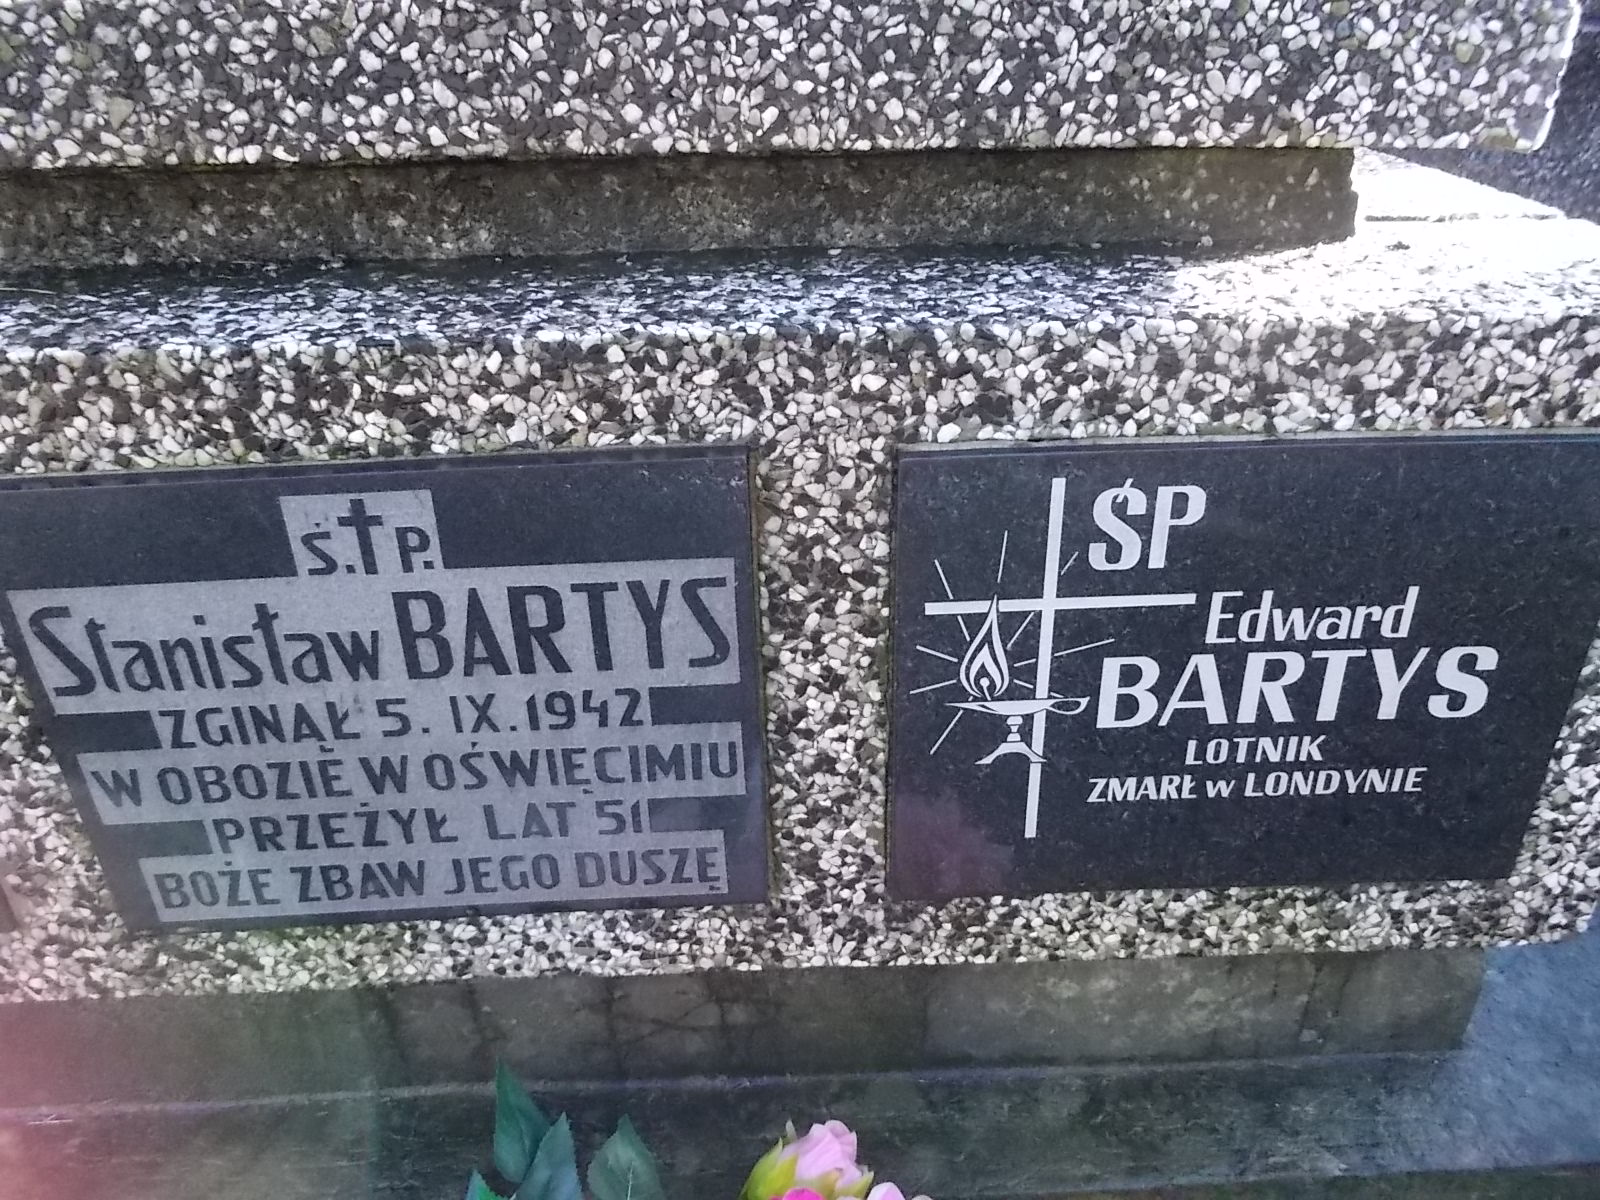 Ś.†P.
Stanisław BARTYS
ZGINĄŁ 5. IX. 1942
W OBOZIE W OŚWIĘCIMIU
PRZEŻYŁ LAT 51
BOŻE ZBAW JEGO DUSZĘ
ŚP
Edward
BARTYS
LOTNIK
ZMARŁ w LONDYNIE